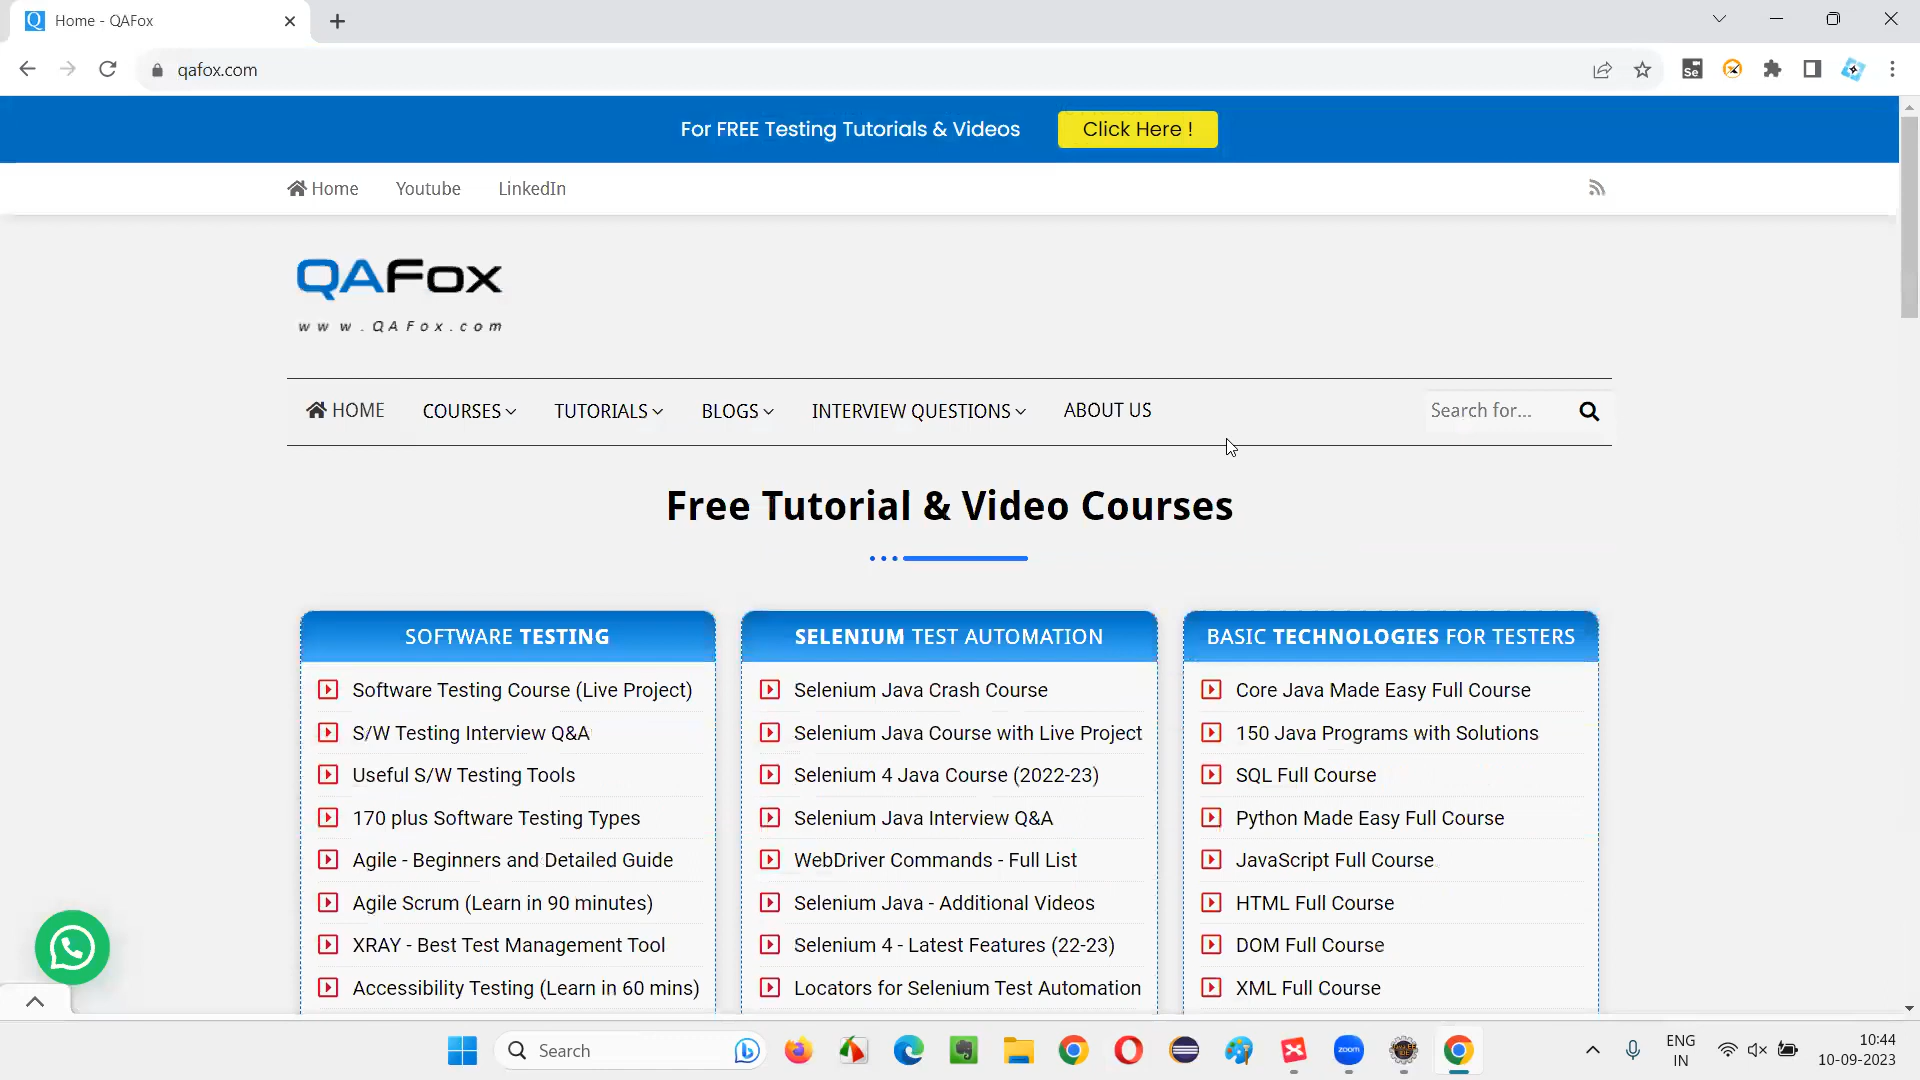 Home - QAFox
qafox.com
For FREE Testing Tutorials & Videos
Click Here !
Home
Youtube
LinkedIn
QAFox
www.QAFox.com
HOME
COURSES
TUTORIALS
BLOGS
INTERVIEW QUESTIONS
ABOUT US
Search for...
Free Tutorial & Video Courses
SOFTWARE TESTING
Software Testing Course (Live Project)
S/W Testing Interview Q&A
Useful S/W Testing Tools
170 plus Software Testing Types
Agile - Beginners and Detailed Guide
Agile Scrum (Learn in 90 minutes)
XRAY - Best Test Management Tool
Accessibility Testing (Learn in 60 mins)
SELENIUM TEST AUTOMATION
Selenium Java Crash Course
Selenium Java Course with Live Project
Selenium 4 Java Course (2022-23)
Selenium Java Interview Q&A
WebDriver Commands - Full List
Selenium Java - Additional Videos
Selenium 4 - Latest Features (22-23)
Locators for Selenium Test Automation
BASIC TECHNOLOGIES FOR TESTERS
Core Java Made Easy Full Course
150 Java Programs with Solutions
SQL Full Course
Python Made Easy Full Course
JavaScript Full Course
HTML Full Course
DOM Full Course
XML Full Course
Search
zoom
ENG
IN
10:44
10-09-2023